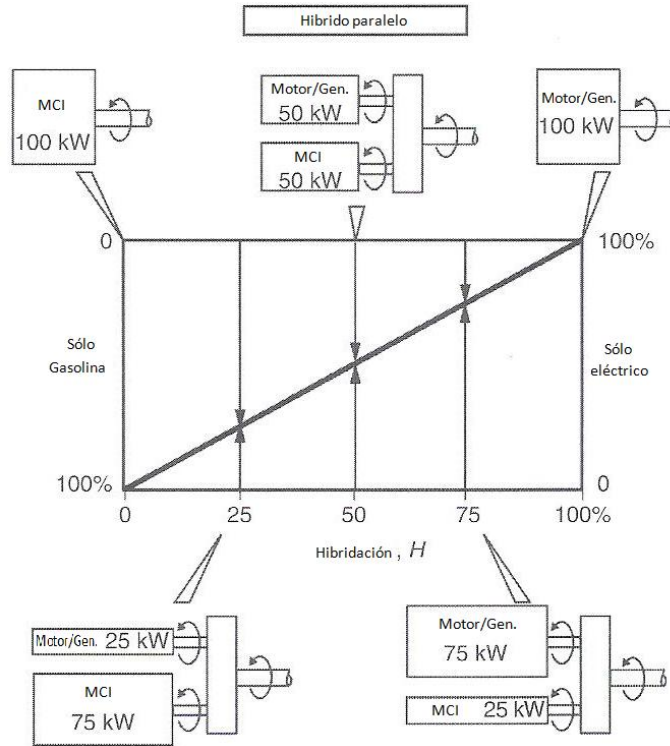 Hibrido paralelo
MCI
100 kW
Motor/Gen.
50 kW
MCI
50 kW
Motor/Gen.
100 kW
0
100%
Sólo
Gasolina
Sólo
eléctrico
100%
0
0
25
50
75
100%
Hibridación , H
Motor/Gen. 25 kW
MCI
75 kW
Motor/Gen.
75 kW
MCI 25 kW